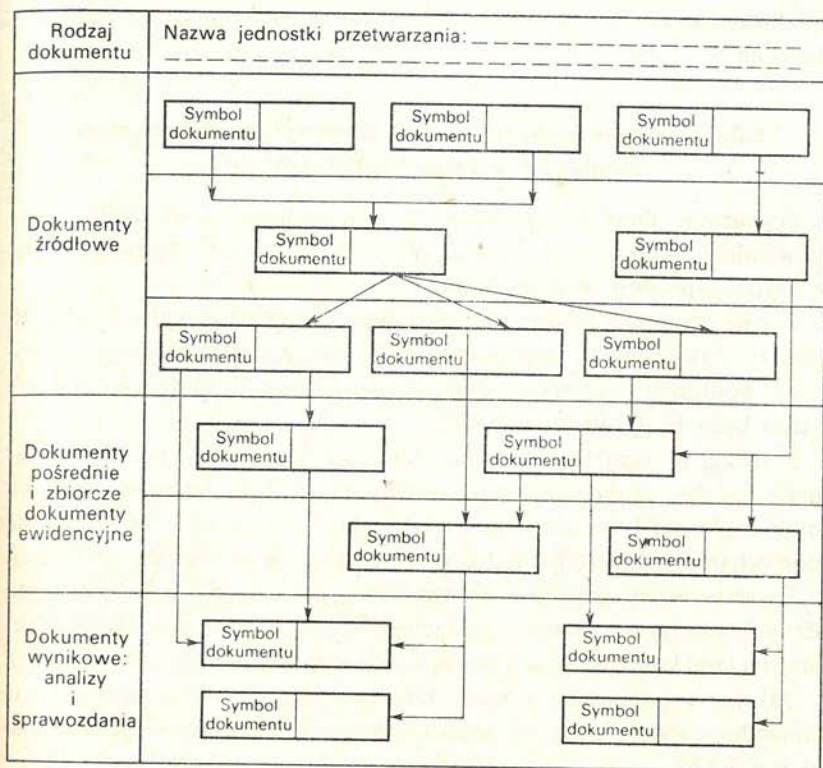 Rodzaj
dokumentu
Nazwa jednostki przetwarzania:
Dokumenty
źródłowe
Symbol
dokumentu
Symbol
dokumentu
Symbol
dokumentu
Symbol
dokumentu
Symbol
dokumentu
Symbol
dokumentu
Symbol
dokumentu
Symbol
dokumentu
Dokumenty
pośrednie
i zbiorcze
dokumenty
ewidencyjne
Symbol
dokumentu
Symbol
dokumentu
Symbol
dokumentu
Symbol
dokumentu
Dokumenty
wynikowe:
analizy
i
sprawozdania
Symbol
dokumentu
Symbol
dokumentu
Symbol
dokumentu
Symbol
dokumentu